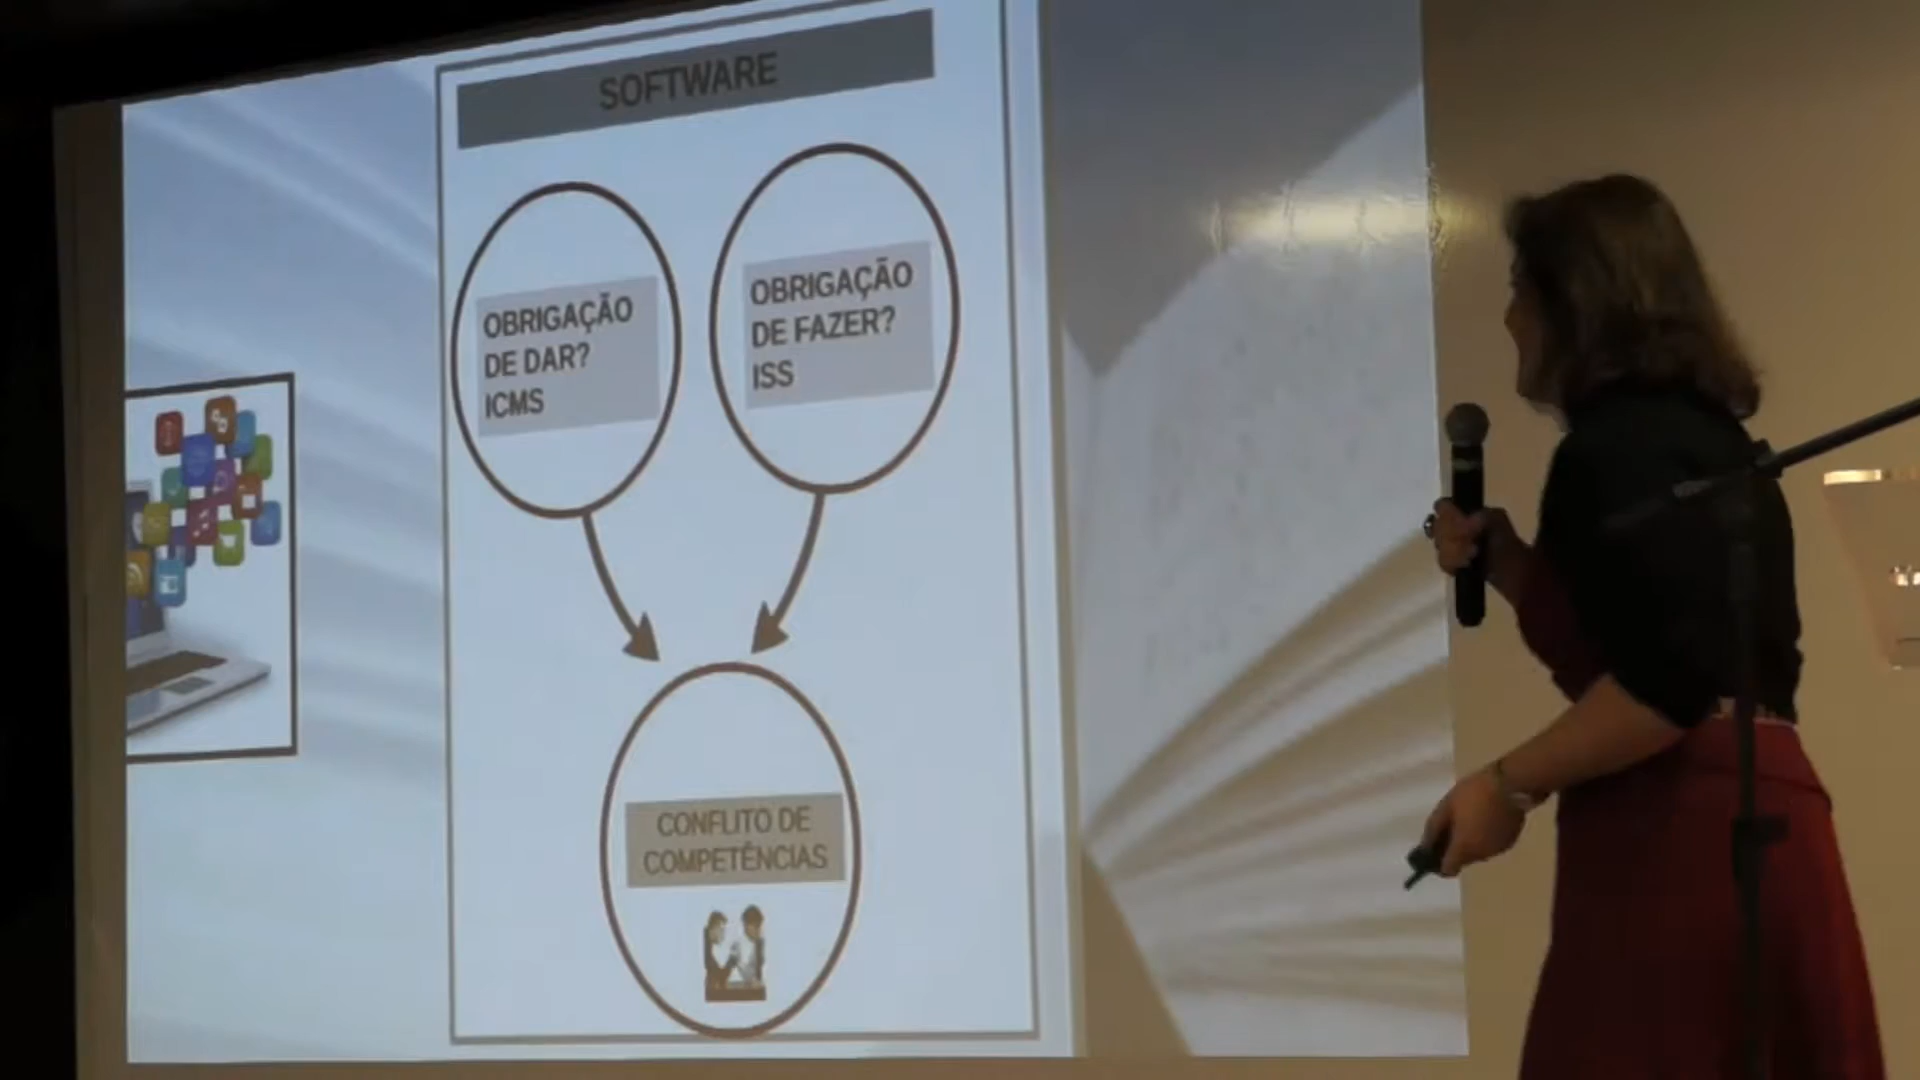 SOFTWARE
OBRIGAÇÃO
DE DAR?
ICMS
OBRIGAÇÃO
DE FAZER?
ISS
CONFLITO DE
COMPETÊNCIAS